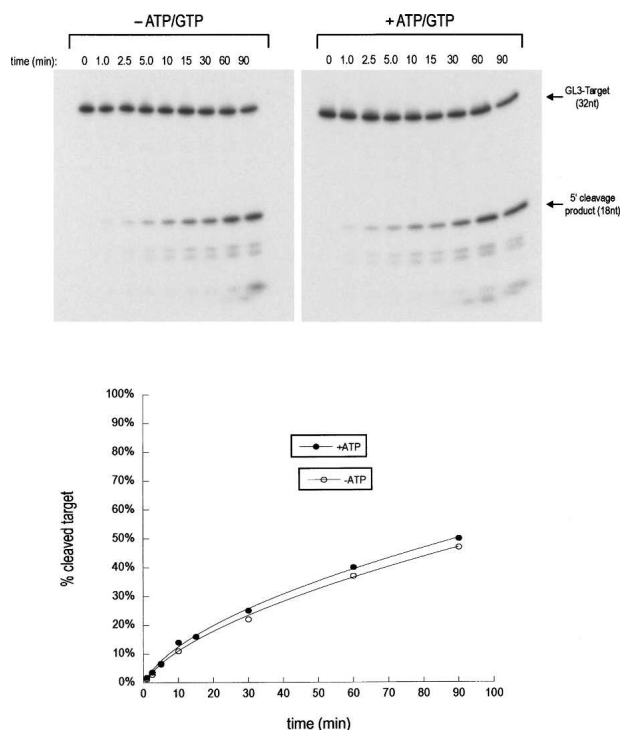 – ATP/GTP
+ATP/GTP
time (min): 0 1.0 2.5 5.0 10 15 30 60 90
0 1.0 2.5 5.0 10 15 30 60 90
GL3-Target
(32nt)
5' cleavage
product (18nt)
100%
90%
80%
70%
60%
50%
40%
30%
20%
10%
0%
% cleaved target
+ATP
-ATP
0 10 20 30 40 50 60 70 80 90 100
time (min)